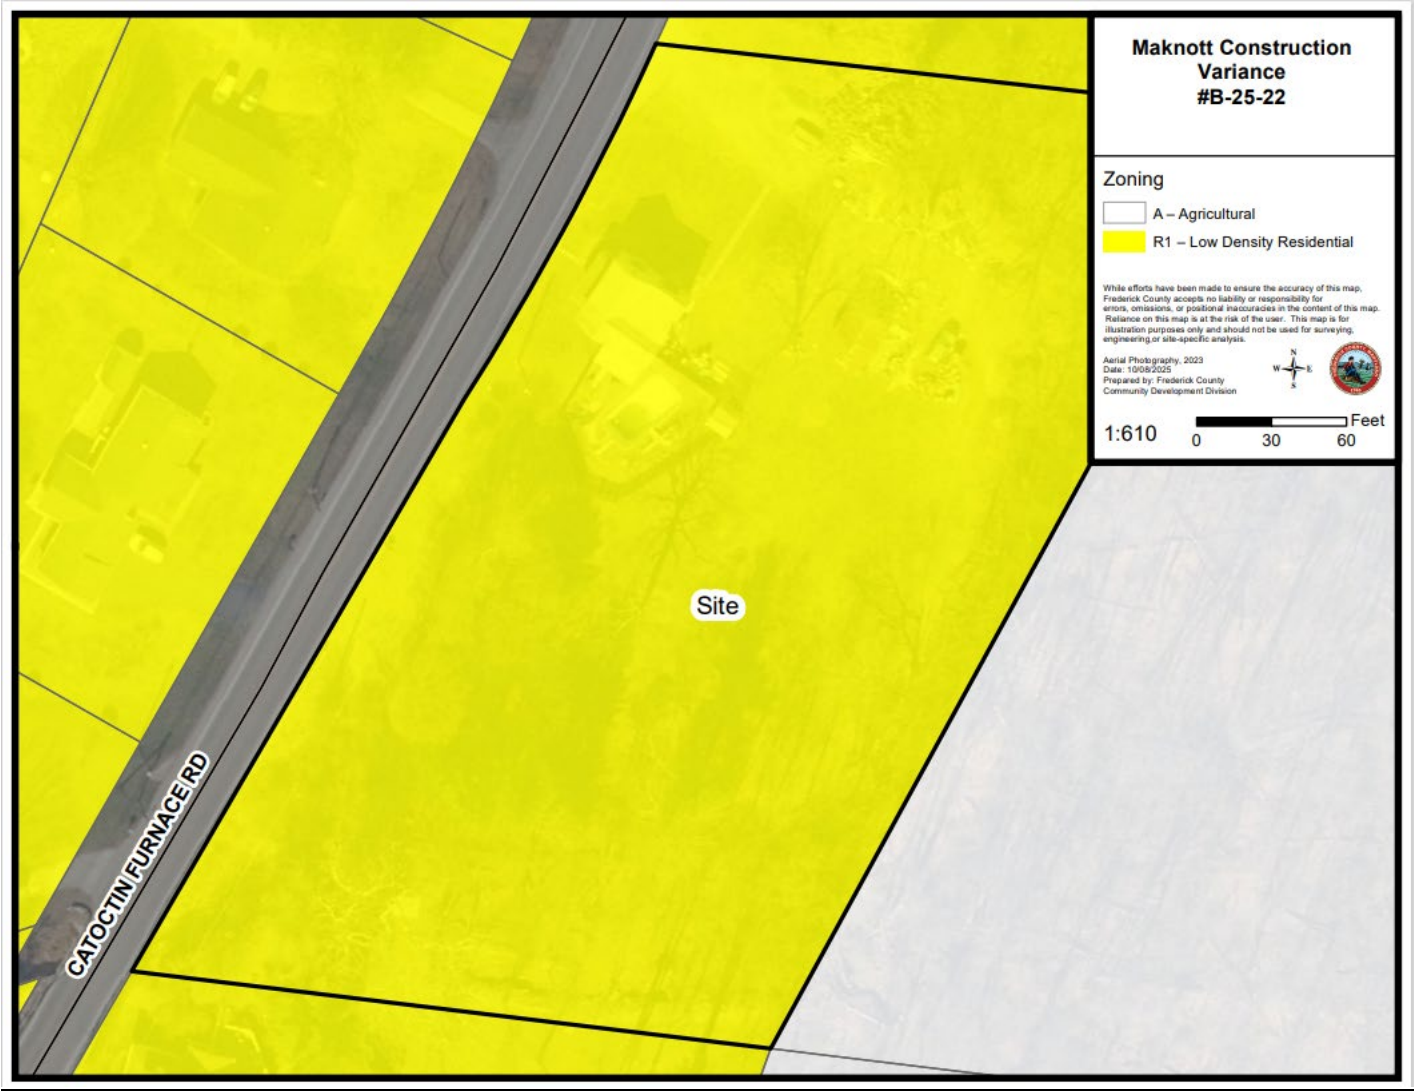 Maknott Construction
Variance
#B-25-22
Zoning
A – Agricultural
R1 – Low Density Residential
While efforts have been made to ensure the accuracy of this map,
Frederick County accepts no liability or responsibility for
errors, omissions, or positional inaccuracies in the content of this map.
Reliance on this map is at the risk of the user. This map is for
illustration purposes only and should not be used for surveying,
engineering,or site-specific analysis.
Aerial Photography, 2023
Date: 10/08/2025
Prepared by: Frederick County
Community Development Division
N
W E
S
1:610
Feet
0 30 60
Site
CATOCTIN FURNACE RD